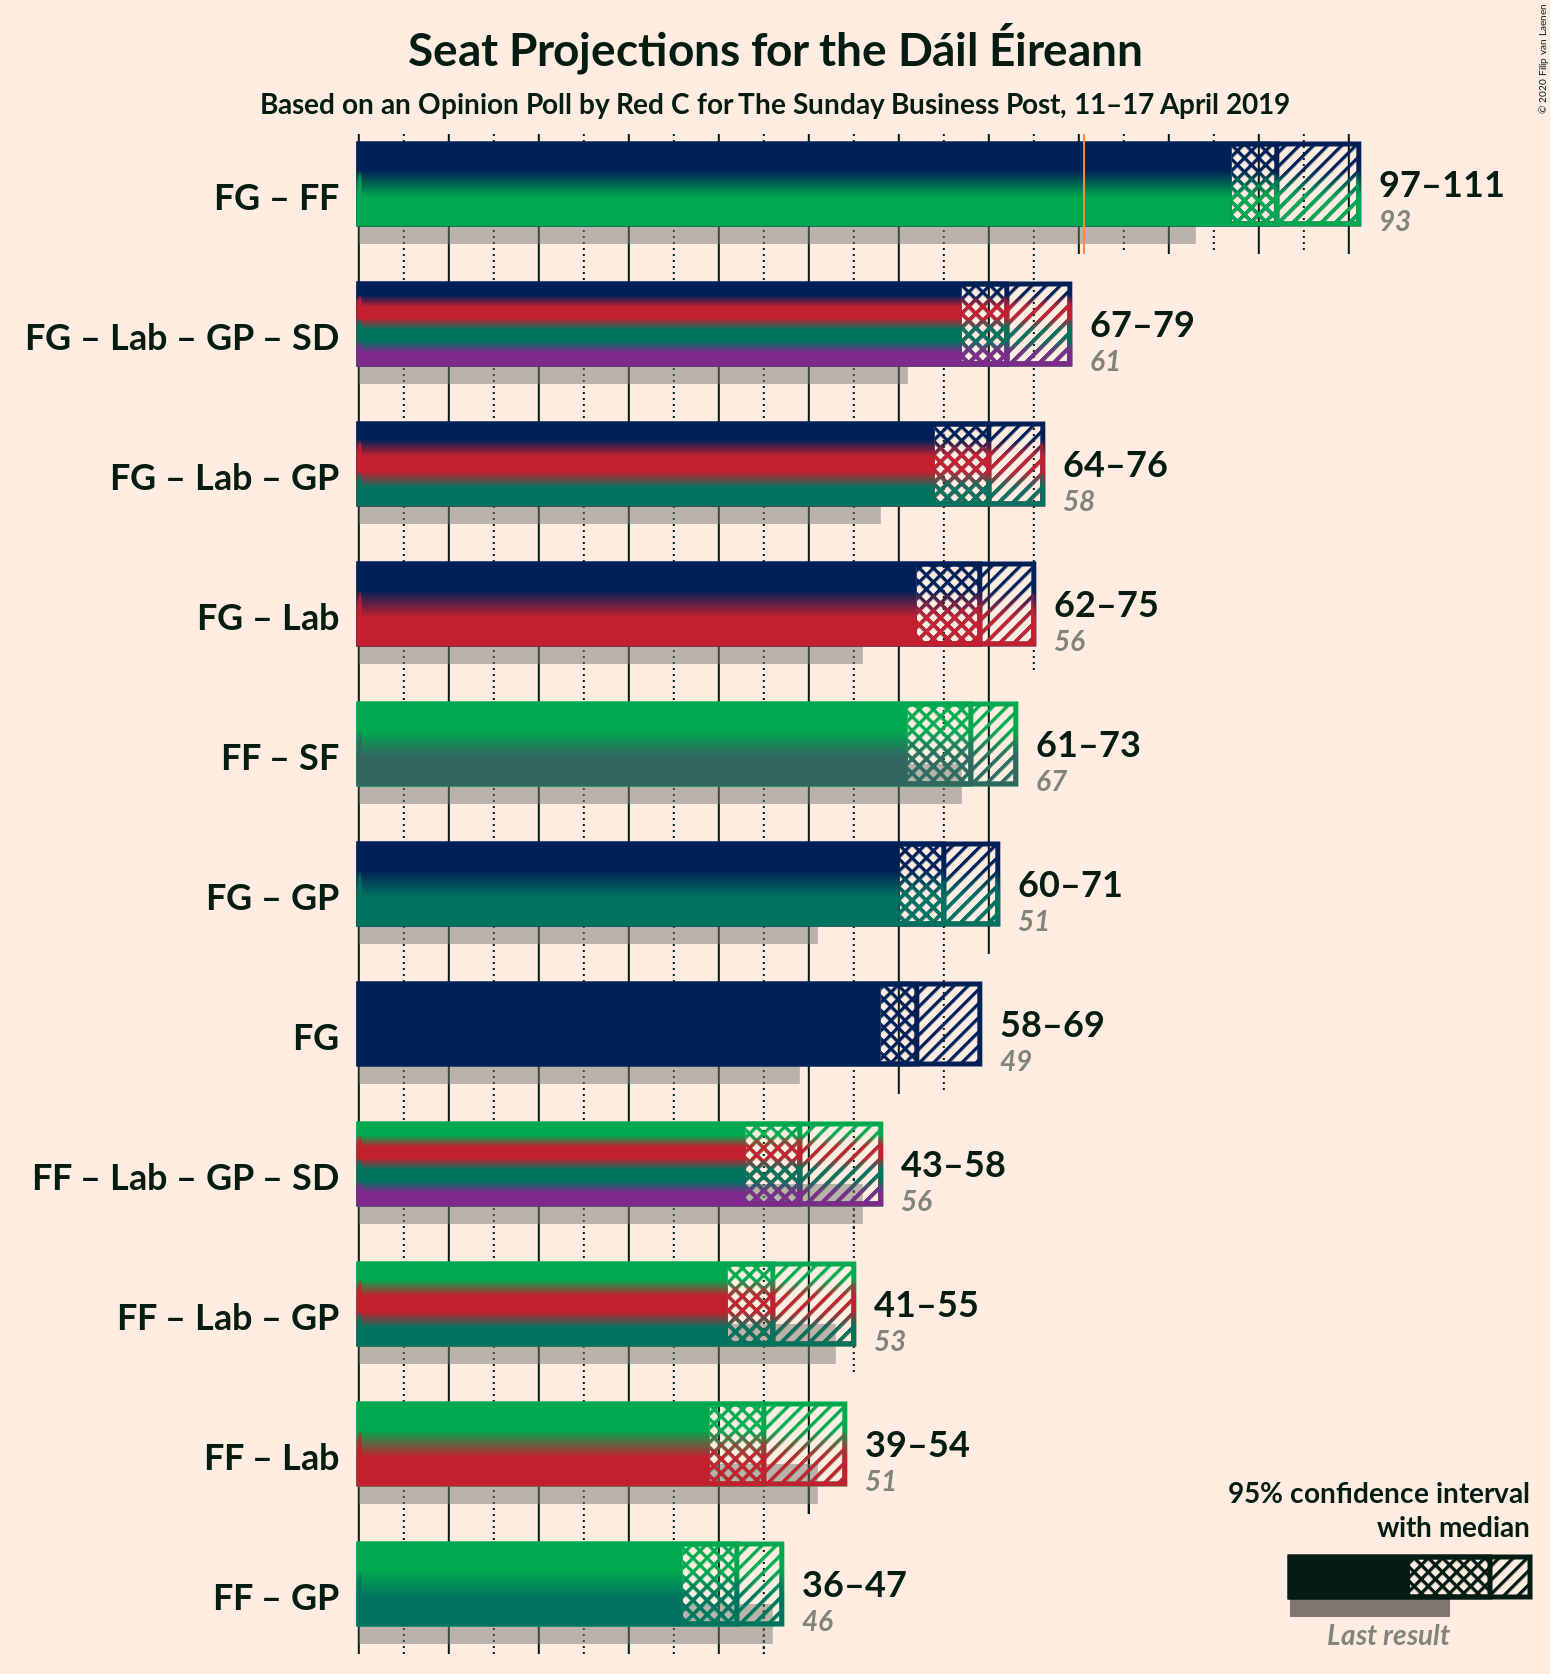 Seat Projections for the Dáil Éireann
Based on an Opinion Poll by Red C for The Sunday Business Post, 11–17 April 2019
© 2020 Filip van Laenen
FG – FF
97–111
93
FG – Lab – GP – SD
67–79
61
FG – Lab – GP
64–76
58
FG – Lab
62–75
56
FF – SF
61–73
67
FG – GP
60–71
51
FG
58–69
49
FF – Lab – GP – SD
43–58
56
FF – Lab – GP
41–55
53
FF – Lab
39–54
51
FF – GP
36–47
46
95% confidence interval
with median
Last result